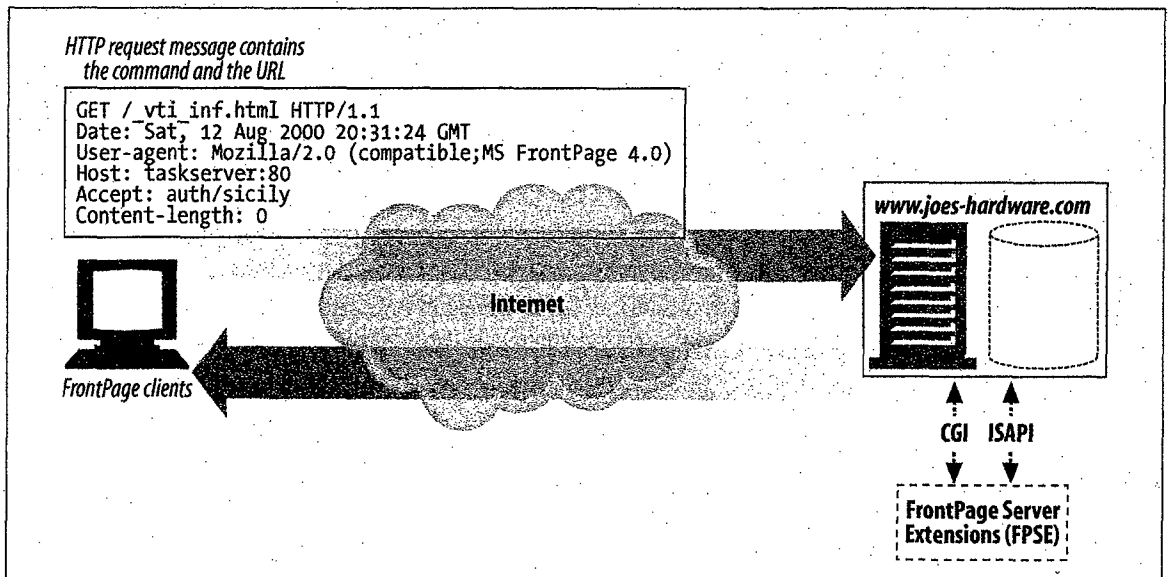 HTTP request message contains
the command and the URL
GET /_vti_inf.html HTTP/1.1
Date: Sat, 12 Aug 2000 20:31:24 GMT
User-agent: Mozilla/2.0 (compatible;MS FrontPage 4.0)
Host: taskserver:80
Accept: auth/sicily
Content-length: 0
www.joes-hardware.com
Internet
FrontPage clients
CGI ISAPI
FrontPage Server
Extensions (FPSE)